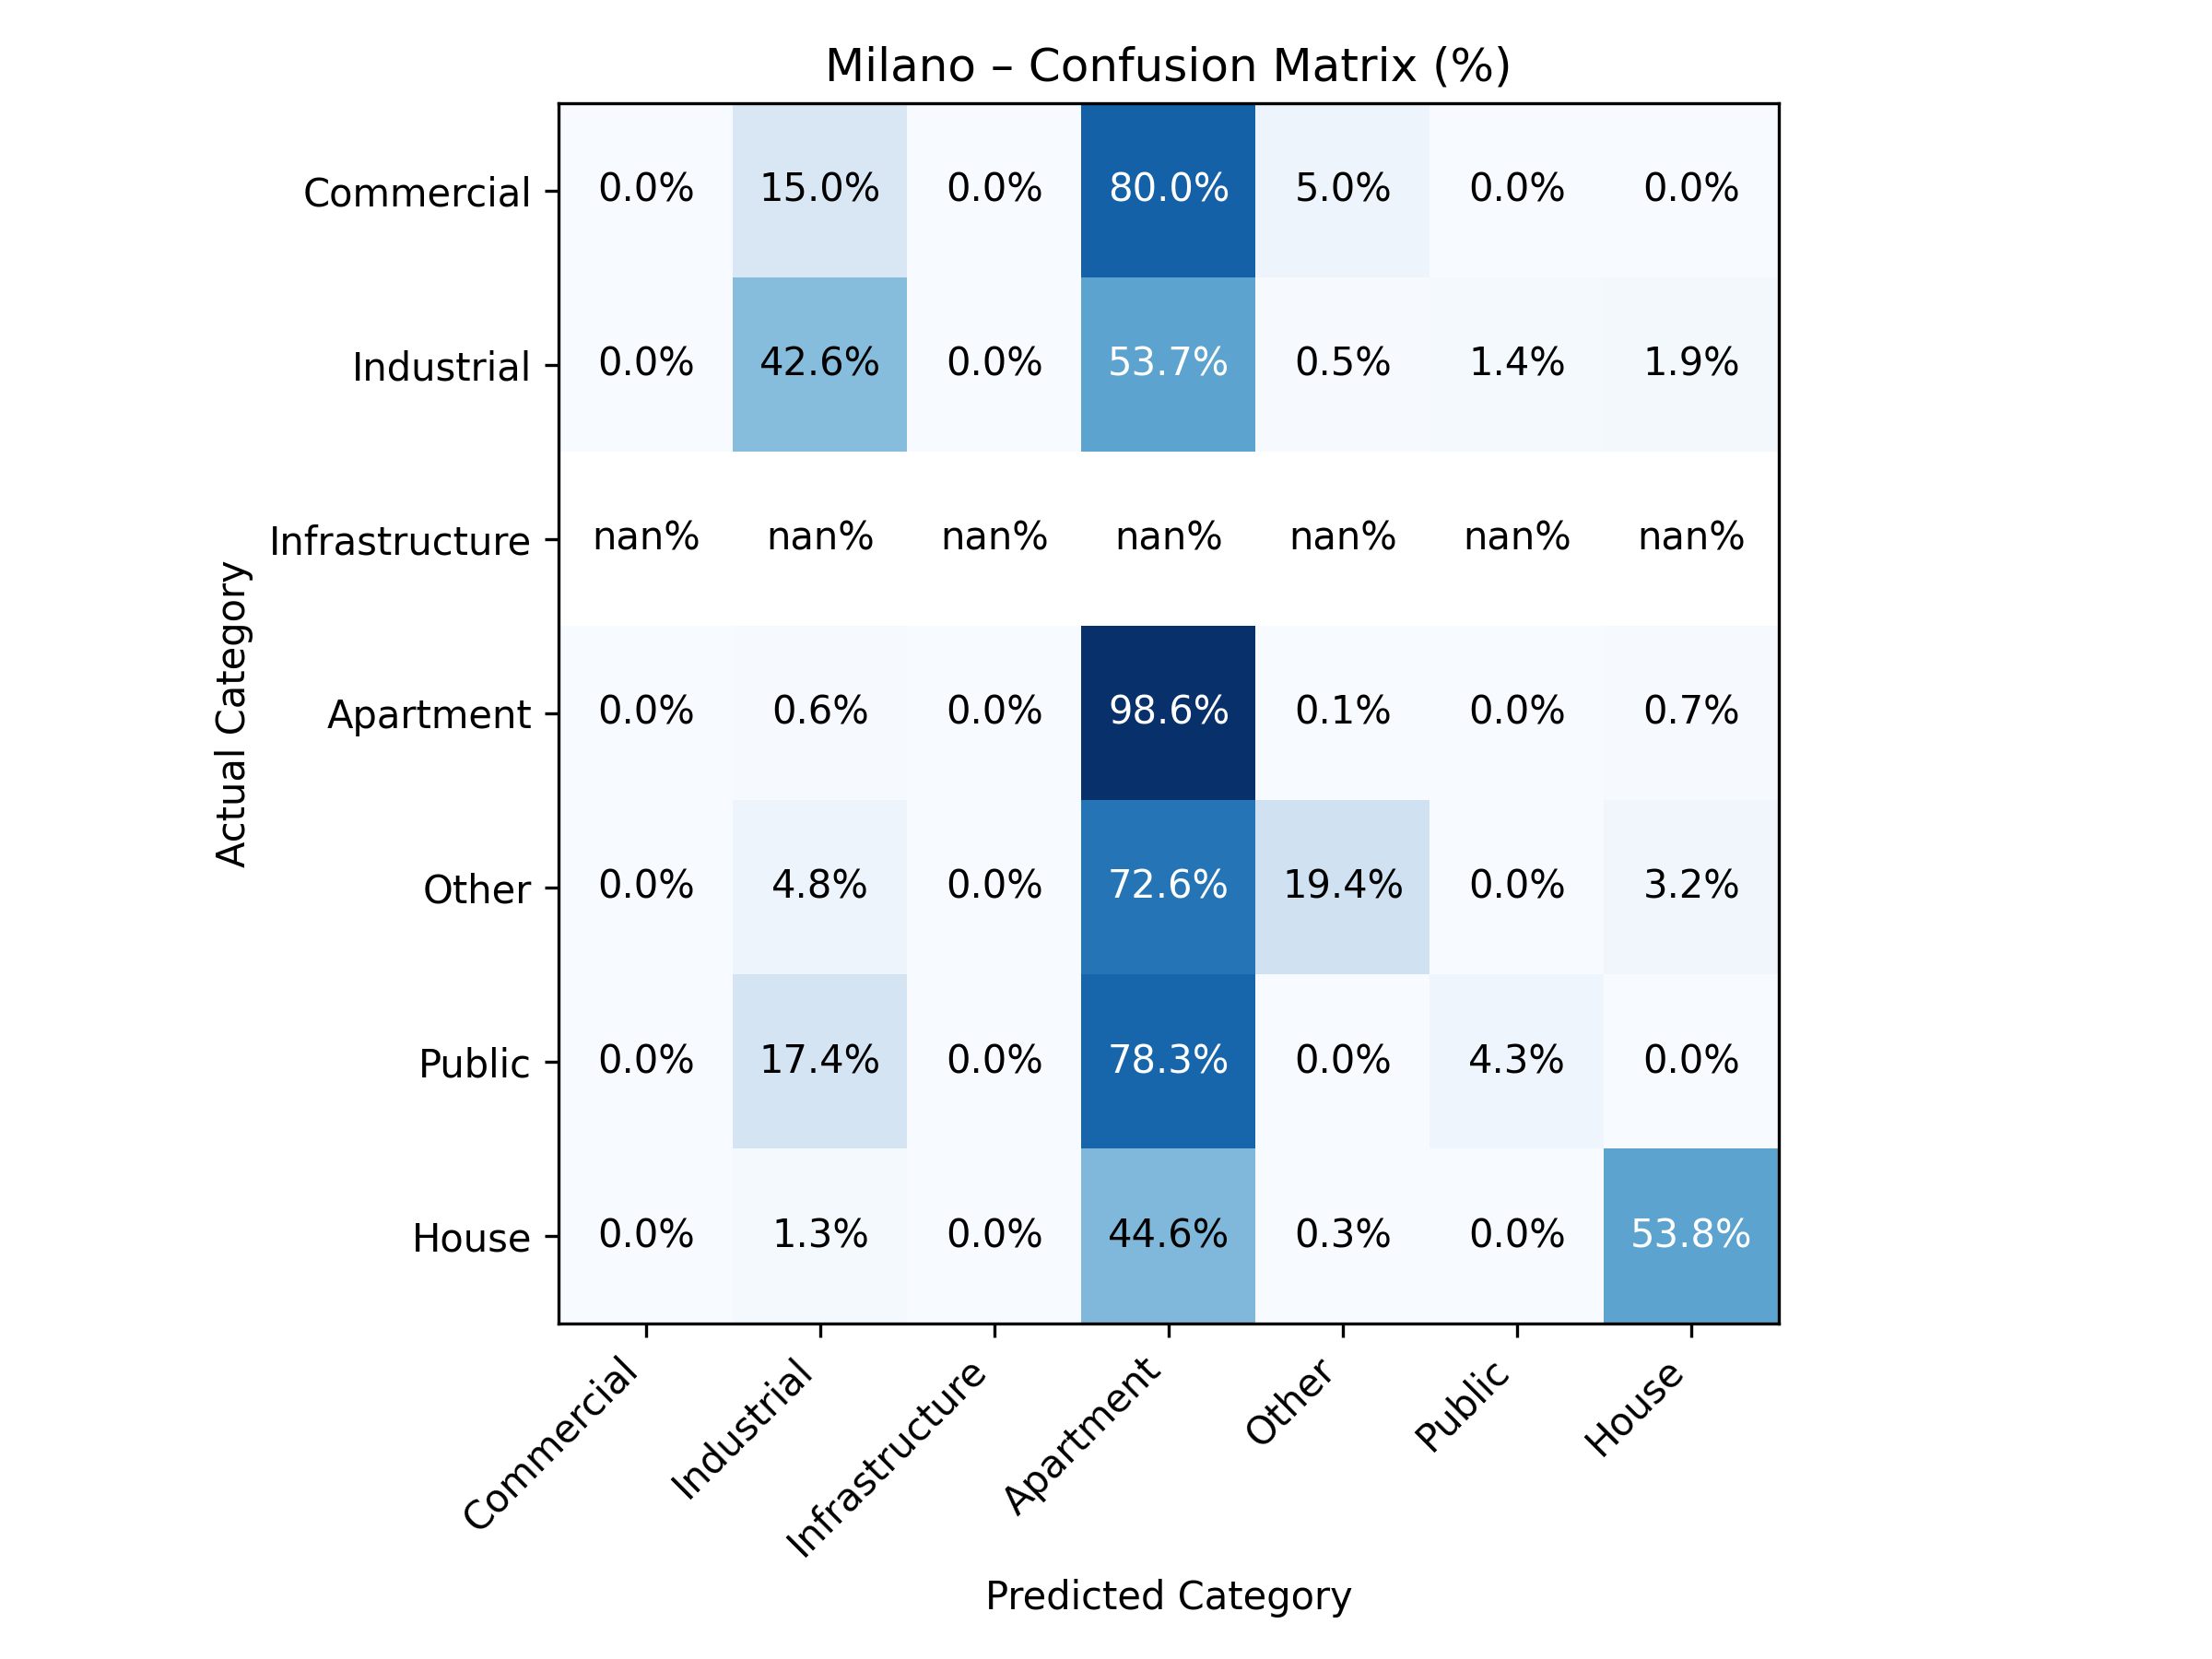 Milano – Confusion Matrix (%)
Commercial 0.0% 15.0% 0.0% 80.0% 5.0% 0.0% 0.0%
Industrial 0.0% 42.6% 0.0% 53.7% 0.5% 1.4% 1.9%
Infrastructure nan% nan% nan% nan% nan% nan% nan%
Apartment 0.0% 0.6% 0.0% 98.6% 0.1% 0.0% 0.7%
Other 0.0% 4.8% 0.0% 72.6% 19.4% 0.0% 3.2%
Public 0.0% 17.4% 0.0% 78.3% 0.0% 4.3% 0.0%
House 0.0% 1.3% 0.0% 44.6% 0.3% 0.0% 53.8%
Actual Category
Commercial Industrial Infrastructure Apartment Other Public House
Predicted Category